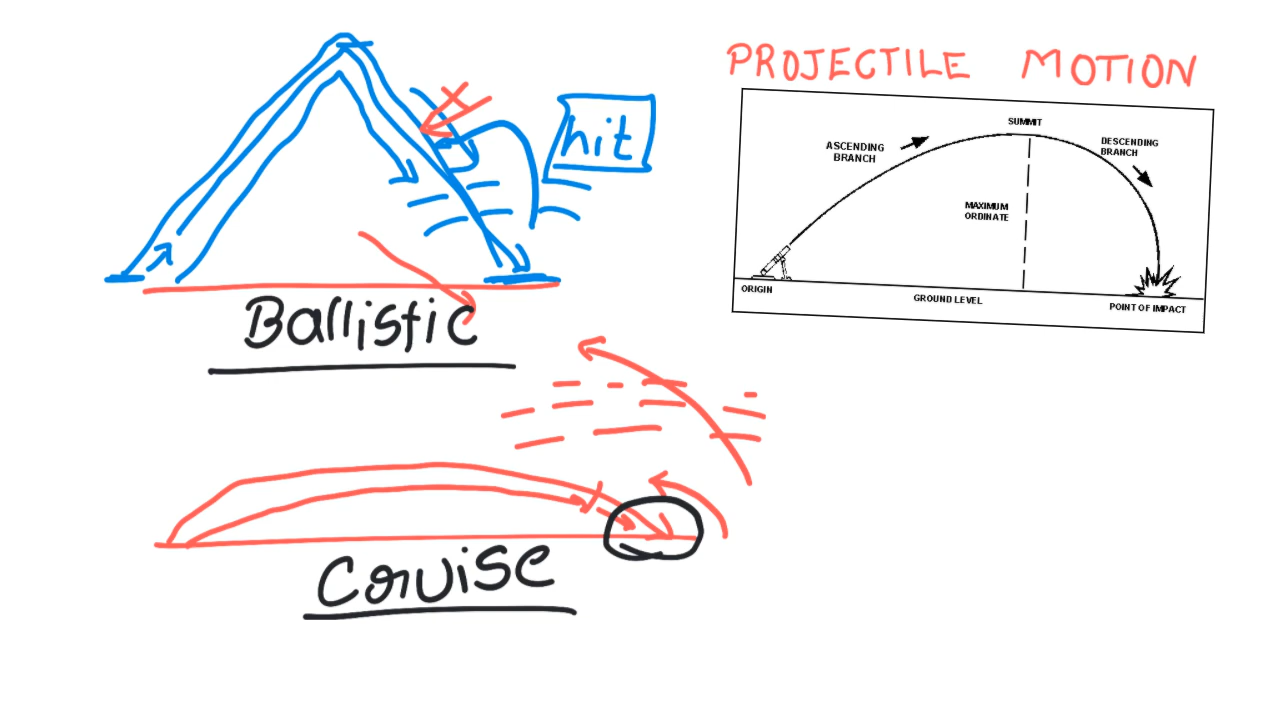 PROJECTILE MOTION
SUMMIT
ASCENDING
BRANCH
DESCENDING
BRANCH
MAXIMUM
ORDINATE
ORIGIN
GROUND LEVEL
POINT OF IMPACT
hit
Ballistic
Cruise